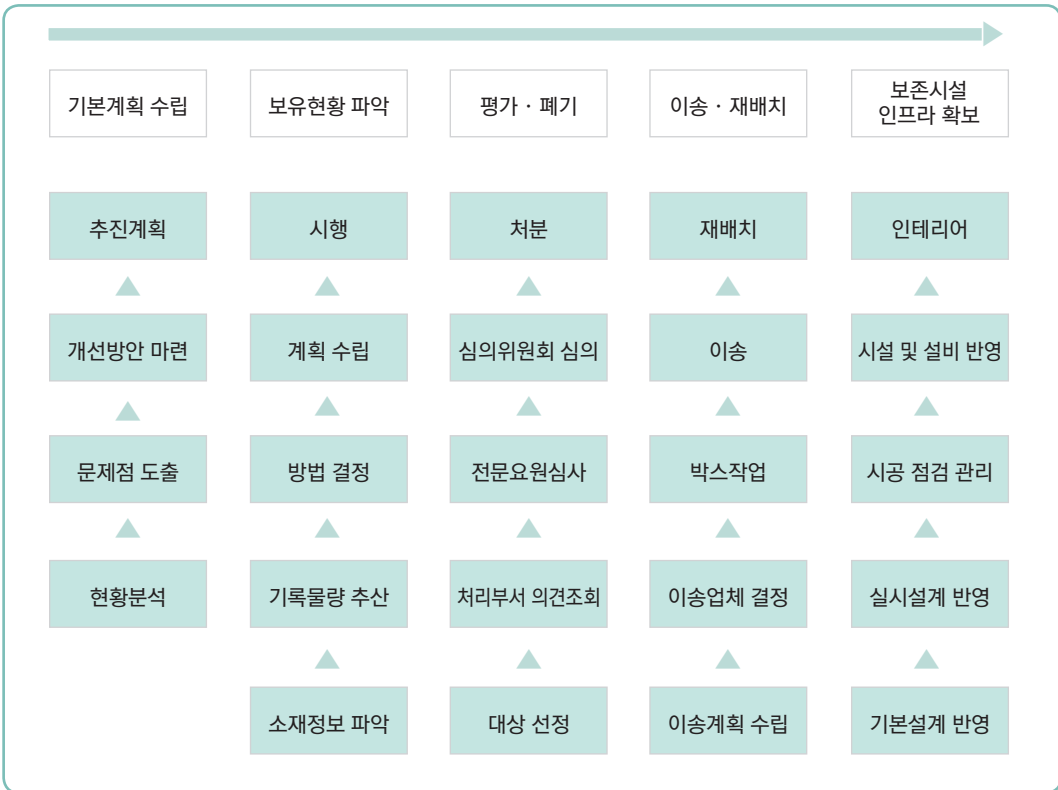 기본계획 수립
보유현황 파악
평가 · 폐기
이송 · 재배치
보존시설
인프라 확보
추진계획
시행
처분
재배치
인테리어
개선방안 마련
계획 수립
심의위원회 심의
이송
시설 및 설비 반영
문제점 도출
방법 결정
전문요원심사
박스작업
시공 점검 관리
현황분석
기록물량 추산
처리부서 의견조회
이송업체 결정
실시설계 반영
소재정보 파악
대상 선정
이송계획 수립
기본설계 반영